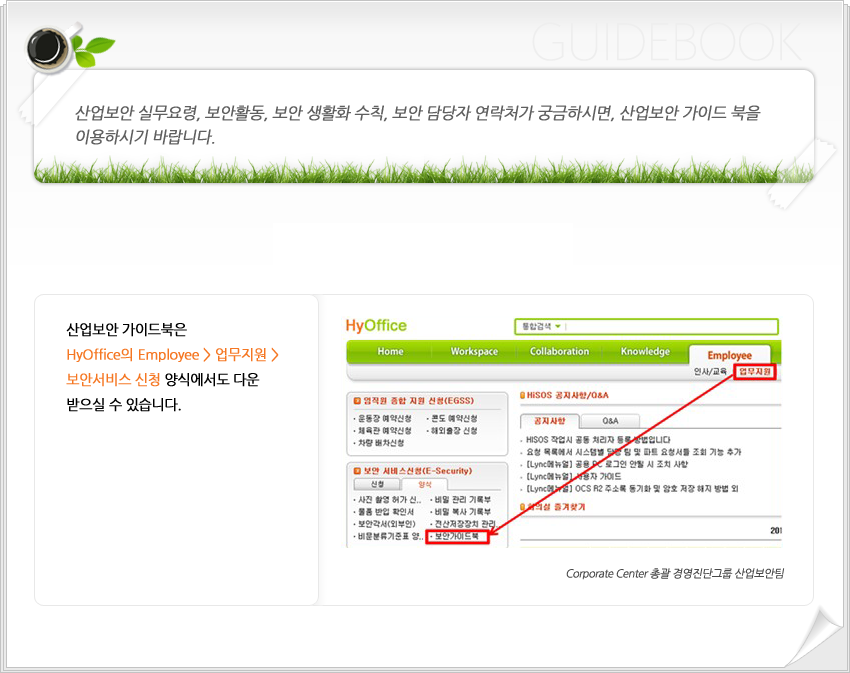 GUIDEBOOK
산업보안 실무요령, 보안활동, 보안 생활화 수칙, 보안 담당자 연락처가 궁금하시면, 산업보안 가이드 북을
이용하시기 바랍니다.
산업보안 가이드북은
HyOffice의 Employee > 업무지원 >
보안서비스 신청 양식에서도 다운
받으실 수 있습니다.
HyOffice
통합검색
Home Workspace Collaboration Knowledge Employee
인사/교육 업무지원
임직원 종합 지원 신청(EGSS)
· 운동장 예약신청 · 콘도 예약신청
· 체육관 예약신청 · 해외출장 신청
· 차량 배차신청
보안 서비스신청(E-Security)
신청 양식
· 사진 촬영 허가 신.. · 비밀 관리 기록부
· 물품 반입 확인서 · 비밀 복사 기록부
· 보안각서(외부인) · 전산저장장치 관리..
· 비문분류기준표 양.. · 보안가이드북
HiSOS 공지사항/Q&A
공지사항 Q&A
· HISOS 작업시 공동 처리자 등록 방법입니다
· 요청 목록에서 시스템별 담당 팀 및 파트 요청서를 조회 기능 추가
· [Lync메뉴얼] 공용 PC 로그인 안될 시 조치 사항
· [Lync메뉴얼] 사용자 가이드
· [Lync메뉴얼] OCS R2 주소록 동기화 및 암호 저장 해지 방법 외
회의실 즐겨찾기
201
Corporate Center 총괄 경영진단그룹 산업보안팀